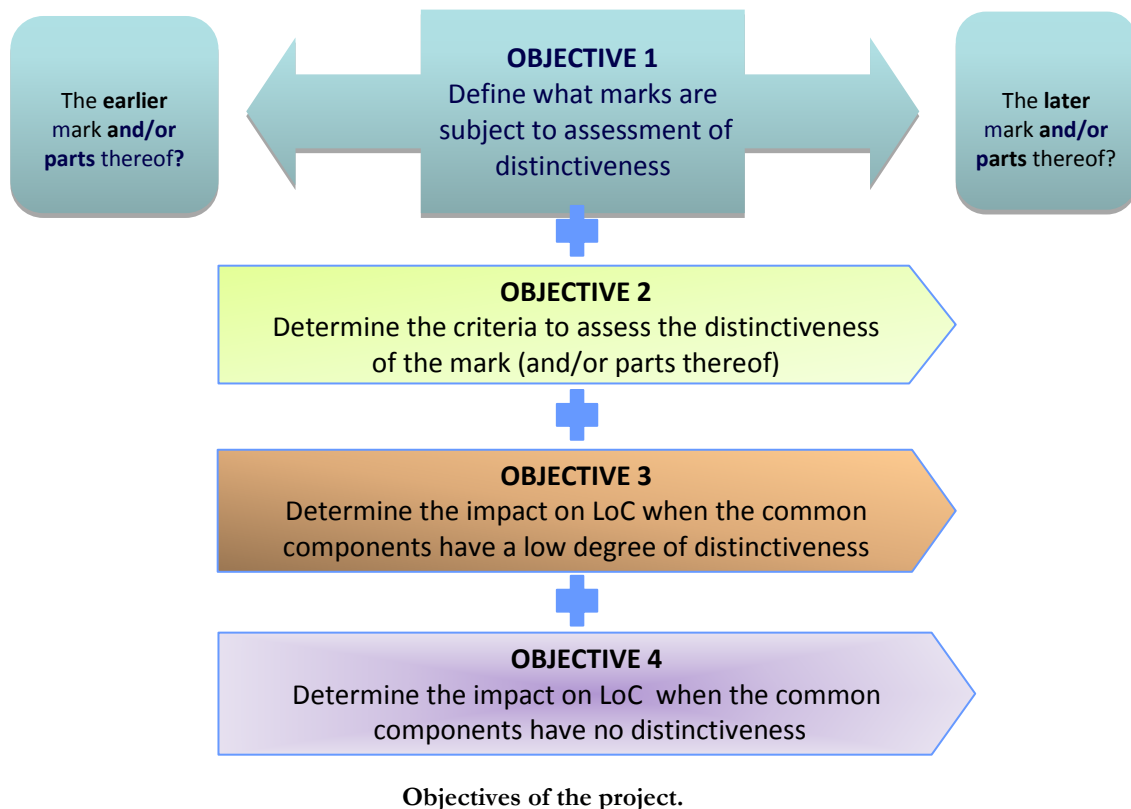 The earlier
mark and/or
parts thereof?
OBJECTIVE 1
Define what marks are
subject to assessment of
distinctiveness
The later
mark and/or
parts thereof?
OBJECTIVE 2
Determine the criteria to assess the distinctiveness
of the mark (and/or parts thereof)
OBJECTIVE 3
Determine the impact on LoC when the common
components have a low degree of distinctiveness
OBJECTIVE 4
Determine the impact on LoC when the common
components have no distinctiveness
Objectives of the project.